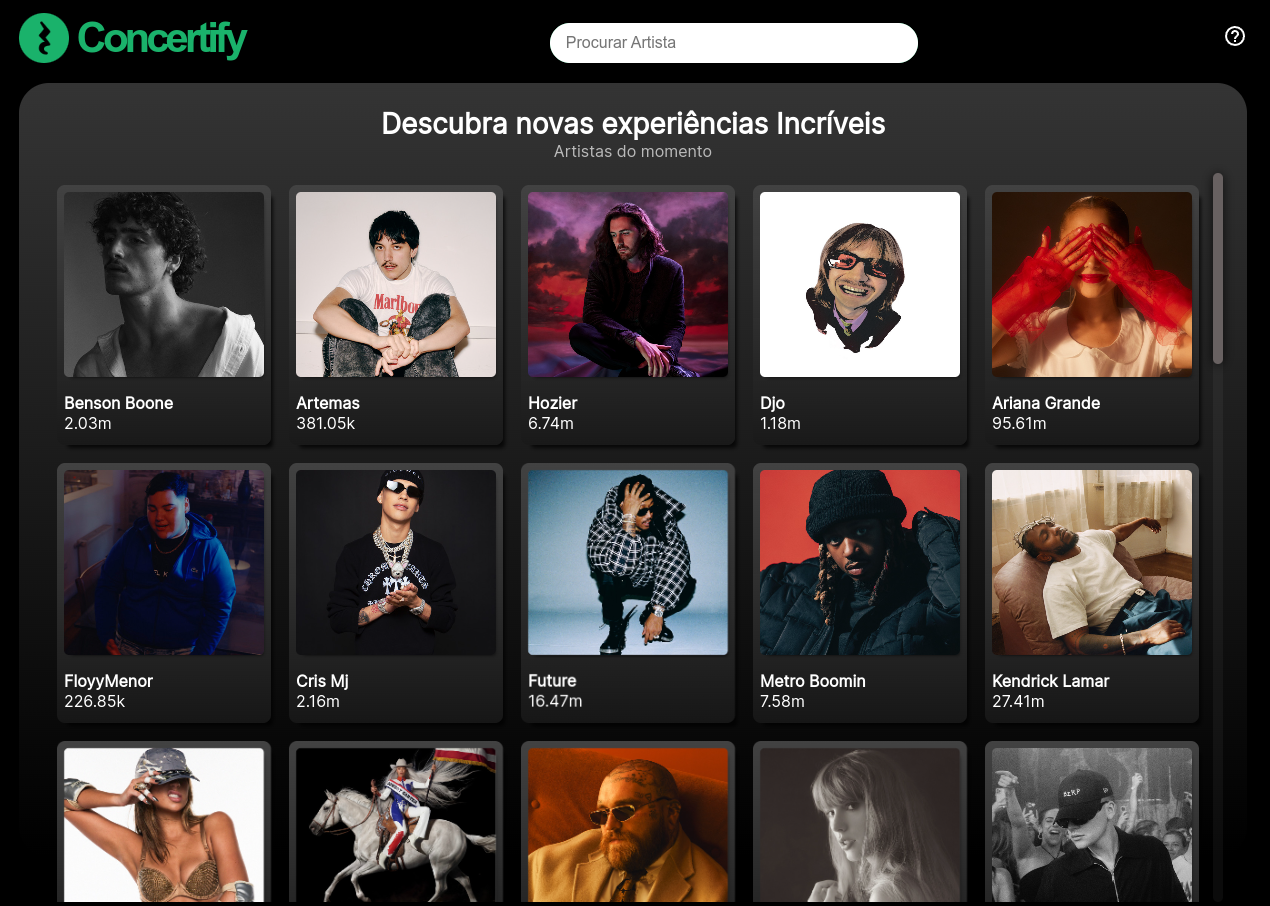 Concertify
Procurar Artista
Descubra novas experiências Incríveis
Artistas do momento
Marlbor
Benson Boone
2.03m
Artemas
381.05k
Hozier
6.74m
Djo
1.18m
Ariana Grande
95.61m
FloyyMenor
226.85k
Cris Mj
2.16m
Future
16.47m
Metro Boomin
7.58m
Kendrick Lamar
27.41m